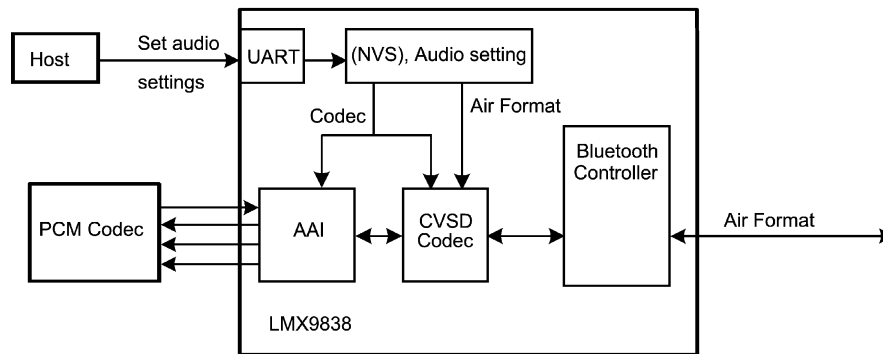 Host
Set audio
settings
UART
(NVS), Audio setting
Codec
Air Format
Bluetooth
Controller
PCM Codec
AAI
CVSD
Codec
Air Format
LMX9838